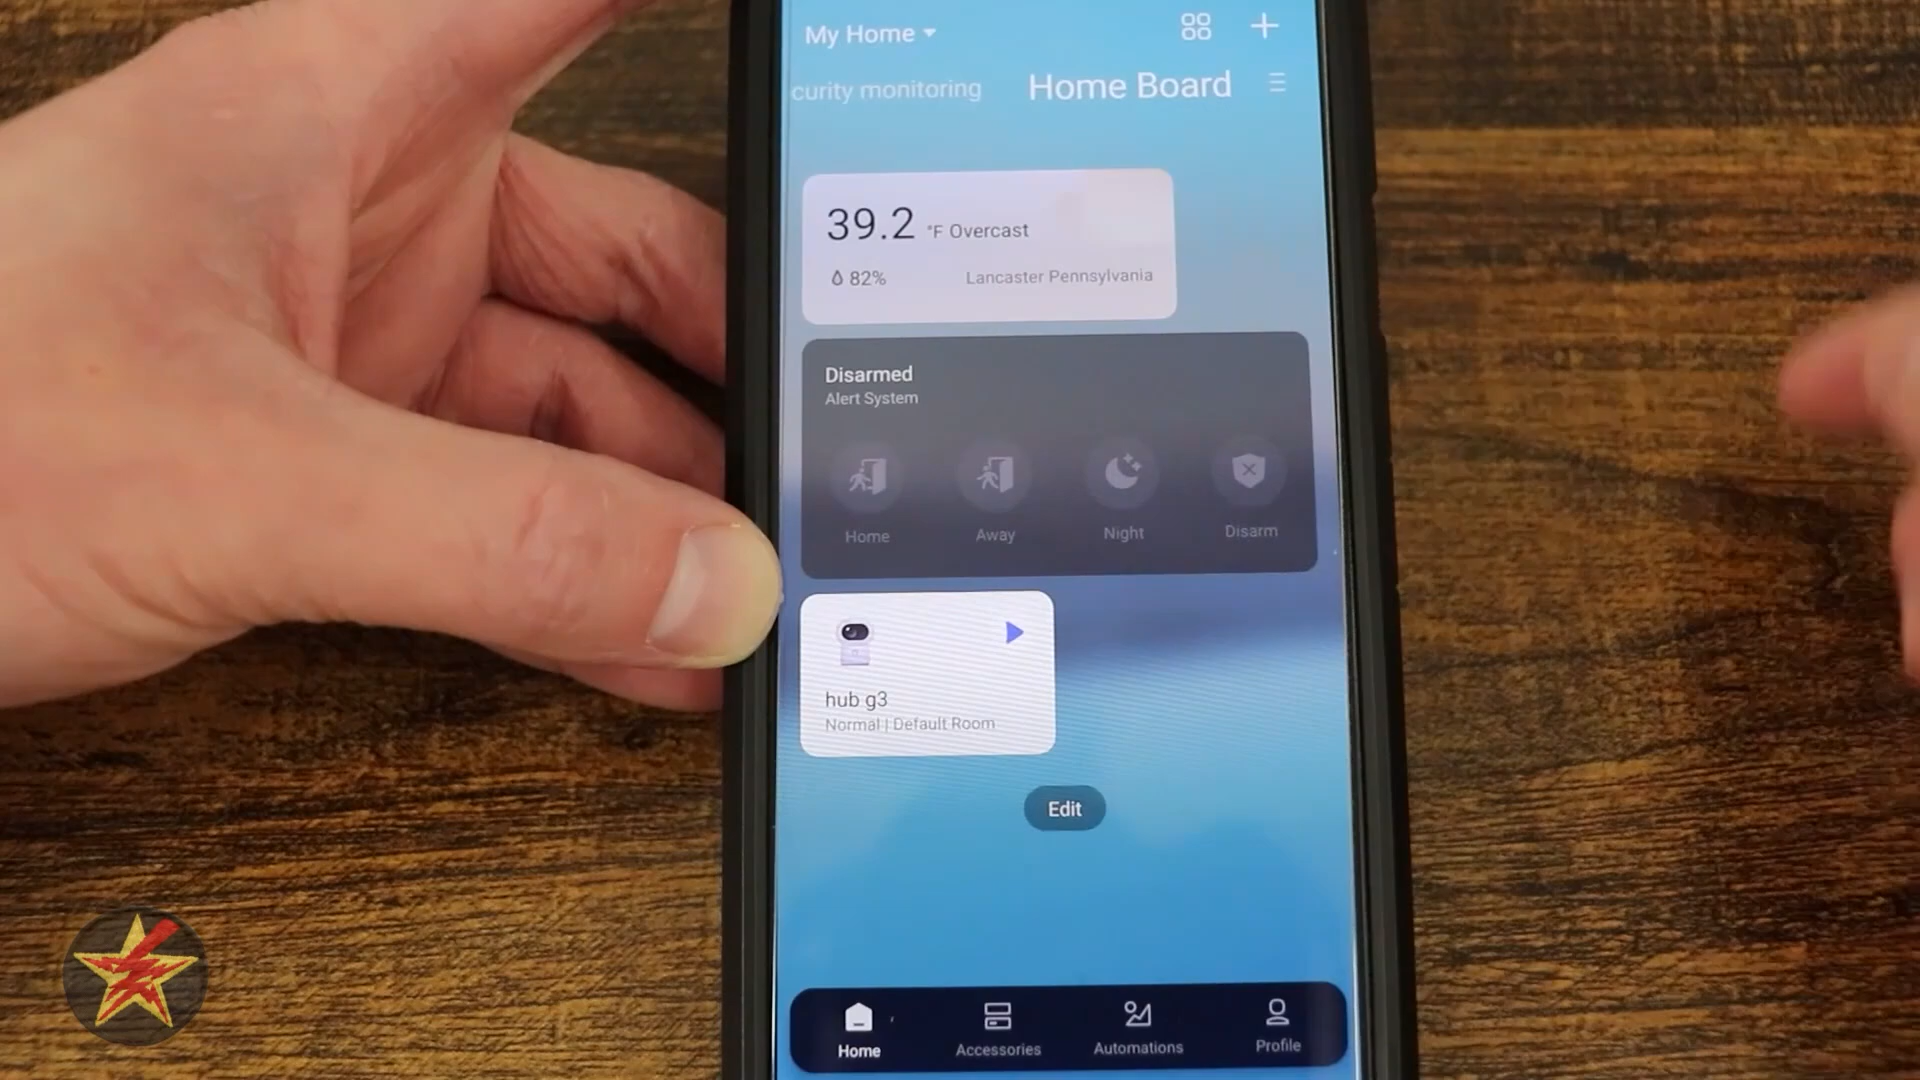 My Home
curity monitoring
Home Board
39.2 °F Overcast
82%
Lancaster Pennsylvania
Disarmed
Alert System
Home
Away
Night
Disarm
hub g3
Normal | Default Room
Edit
Home
Accessories
Automations
Profile